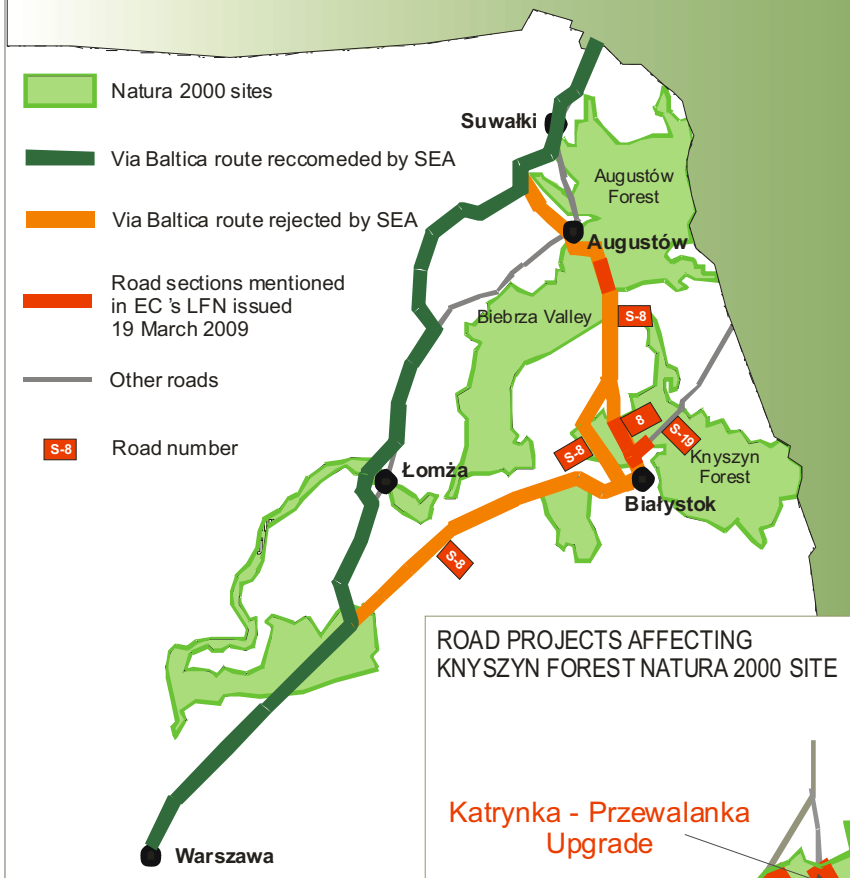 Natura 2000 sites
Via Baltica route reccomeded by SEA
Via Baltica route rejected by SEA
Road sections mentioned
in EC 's LFN issued
19 March 2009
Other roads
S-8
Road number
Suwałki
Augustów
Forest
Augustów
Biebrza Valley
S-8
8
S-19
S-8
Knyszyn
Forest
Łomża
Białystok
S-8
Warszawa
ROAD PROJECTS AFFECTING
KNYSZYN FOREST NATURA 2000 SITE
Katrynka - Przewalanka
Upgrade